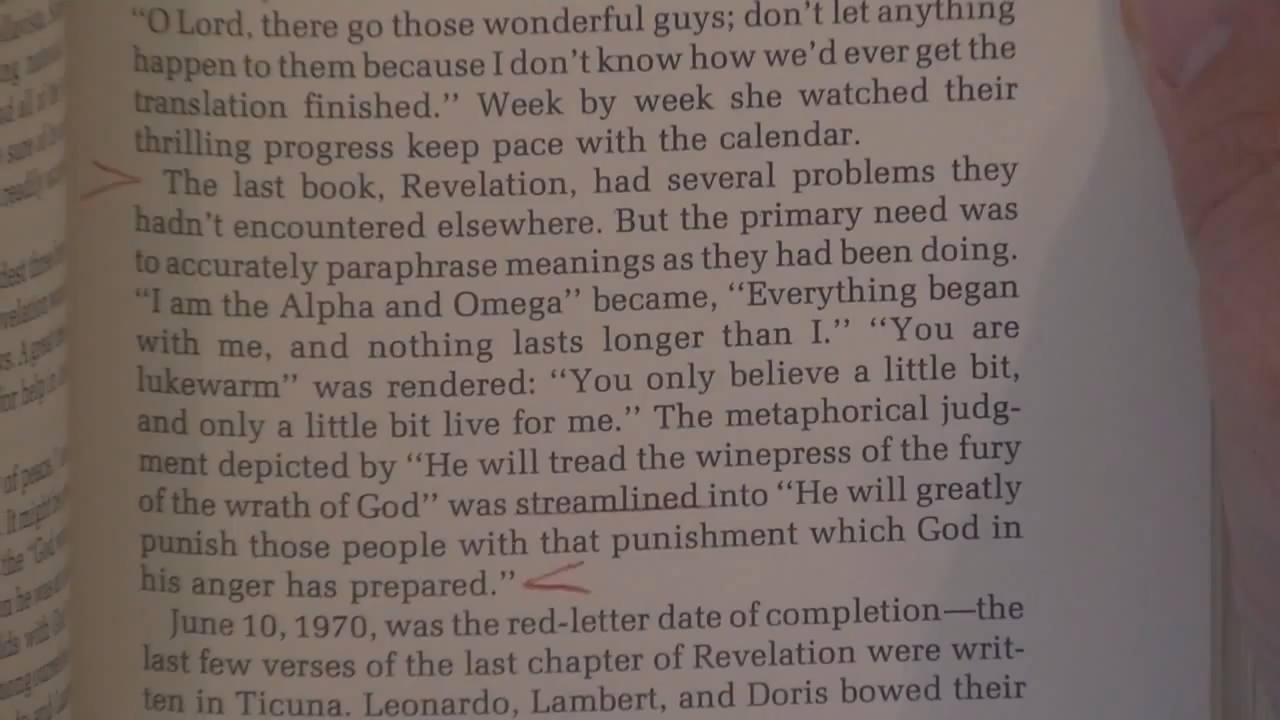 “O Lord, there go those wonderful guys; don’t let anything
happen to them because I don’t know how we’d ever get the
translation finished.” Week by week she watched their
thrilling progress keep pace with the calendar.
The last book, Revelation, had several problems they
hadn’t encountered elsewhere. But the primary need was
to accurately paraphrase meanings as they had been doing.
“I am the Alpha and Omega” became, “Everything began
with me, and nothing lasts longer than I.” “You are
lukewarm” was rendered: “You only believe a little bit,
and only a little bit live for me.” The metaphorical judg-
ment depicted by “He will tread the winepress of the fury
of the wrath of God” was streamlined into “He will greatly
punish those people with that punishment which God in
his anger has prepared.”
June 10, 1970, was the red-letter date of completion—the
last few verses of the last chapter of Revelation were writ-
ten in Ticuna. Leonardo, Lambert, and Doris bowed their